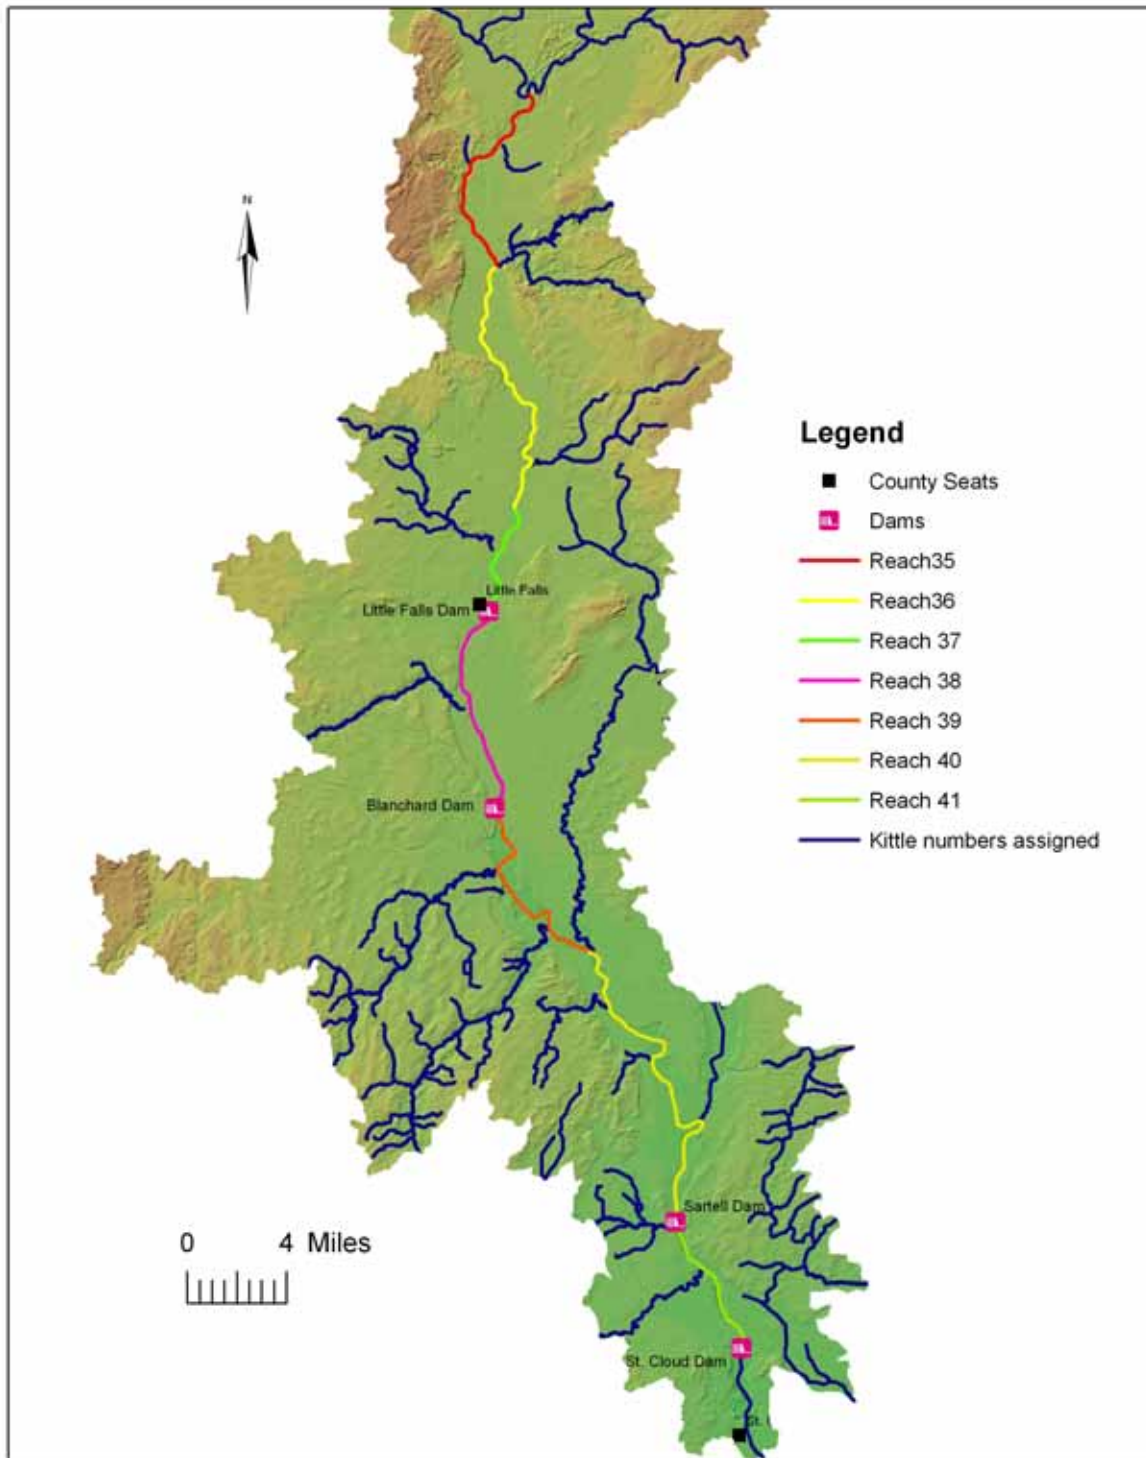 N
Legend
County Seats
Dams
Reach35
Reach36
Reach 37
Reach 38
Reach 39
Reach 40
Reach 41
Kittle numbers assigned
Little Falls
Little Falls Dam
Blanchard Dam
Sartell Dam
0 4 Miles
St. Cloud Dam
St.